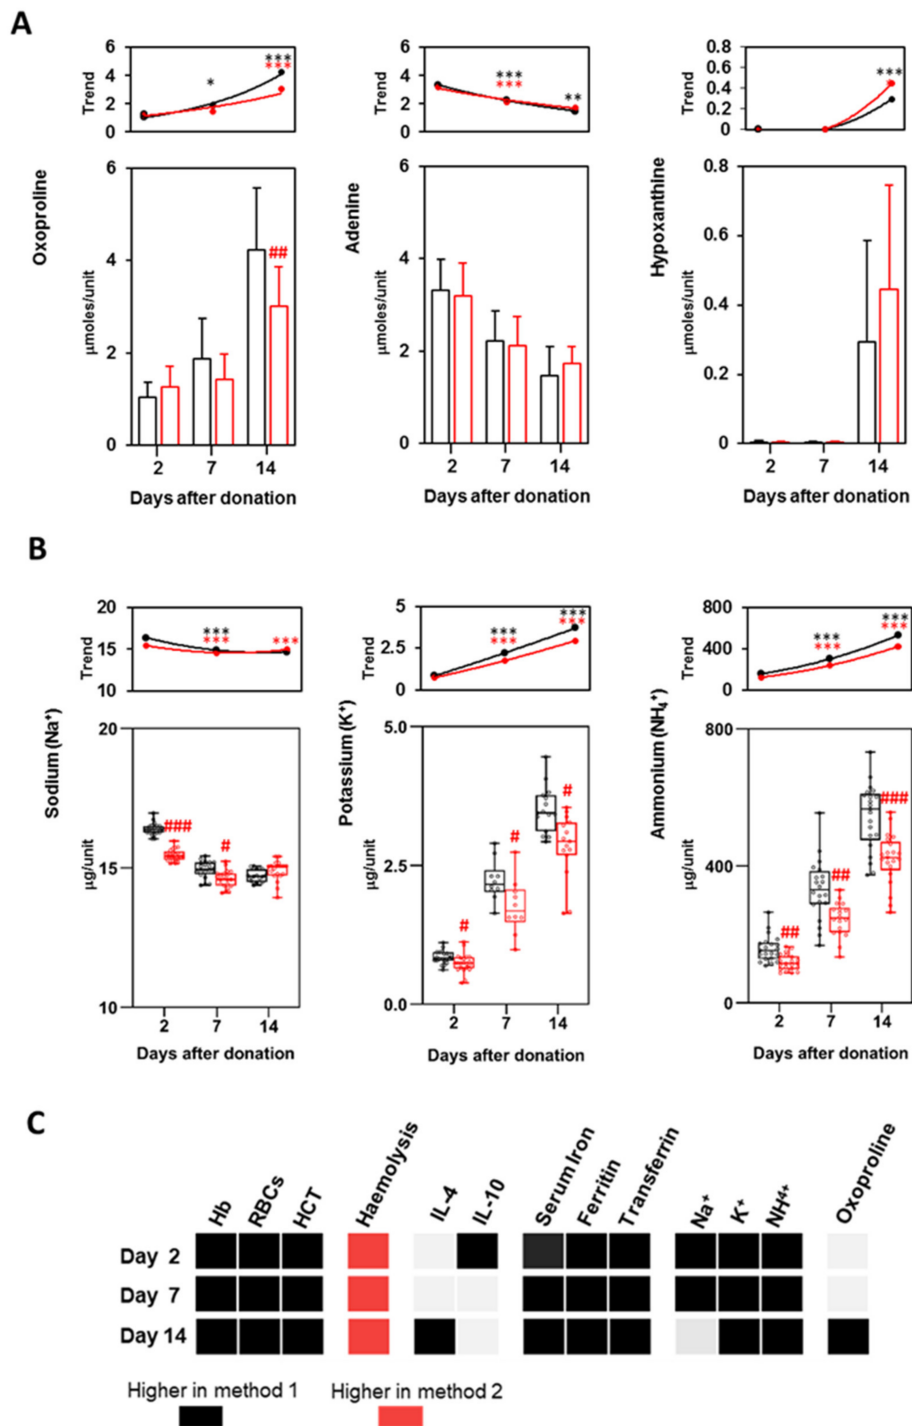 A
Trend
6
4
2
0
*
***
***
Trend
6
4
2
0
***
***
**
Trend
0.8
0.6
0.4
0.2
0
***
*
Oxoproline
µmoles/unit
6
4
2
0
##
2 7 14
Days after donation
Adenine
µmoles/unit
6
4
2
0
2 7 14
Days after donation
Hypoxanthine
µmoles/unit
0.8
0.6
0.4
0.2
0
2 7 14
Days after donation
B
Trend
20
15
10
***
***
***
Trend
5
2.5
0
***
***
***
***
Trend
800
400
0
***
***
***
***
Sodium (Na⁺)
µg/unit
20
15
10
###
#
2 7 14
Days after donation
Potassium (K⁺)
µg/unit
5.0
2.5
0.0
#
#
#
2 7 14
Days after donation
Ammonium (NH₄⁺)
µg/unit
800
400
0
##
##
###
2 7 14
Days after donation
C
Hb RBCs HCT Haemolysis IL-4 IL-10 Serum Iron Ferritin Transferrin Na⁺ K⁺ NH⁴⁺ Oxoproline
Day 2
Day 7
Day 14
Higher in method 1
Higher in method 2